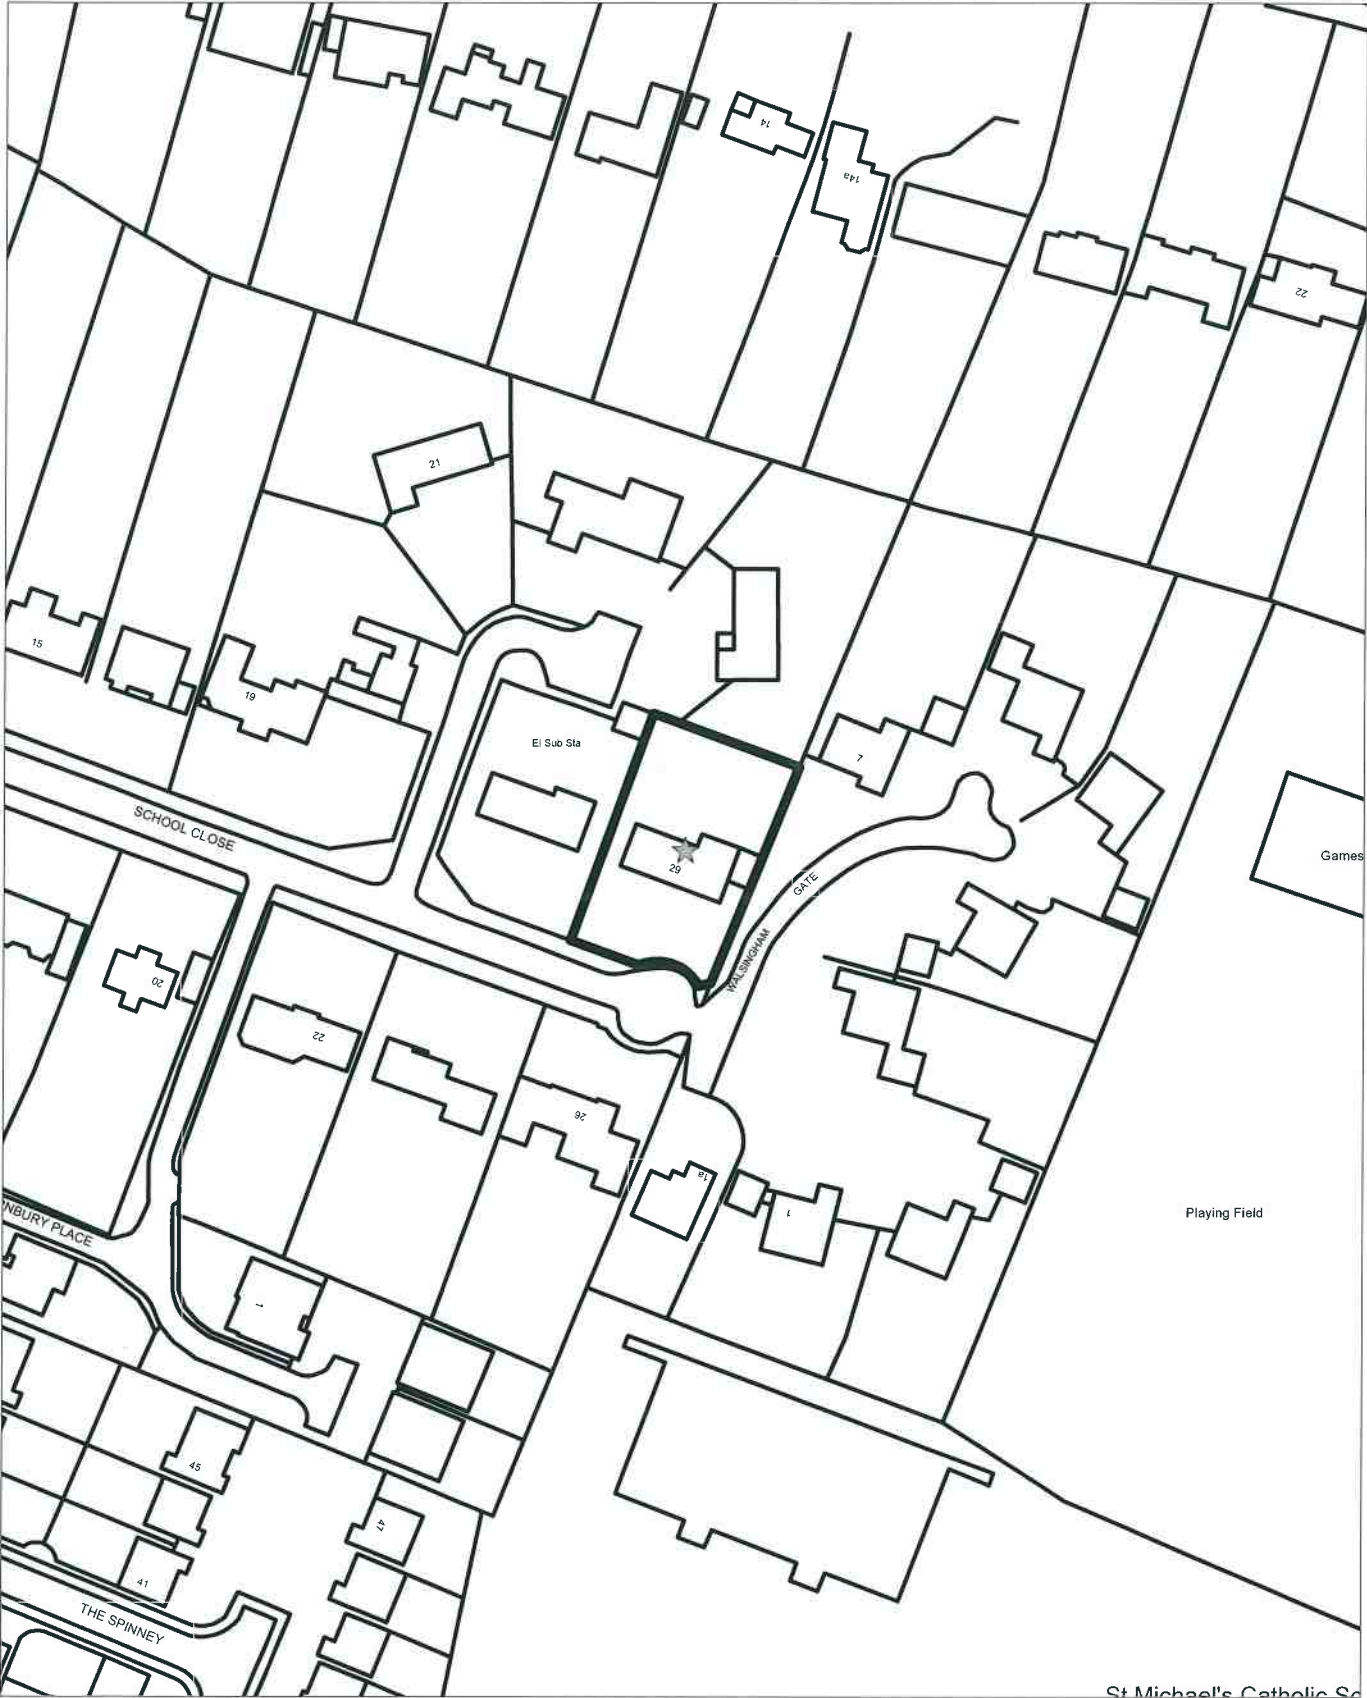 14
14a
22
21
15
19
El Sub Sta
7
SCHOOL CLOSE
29
GATE
WALSINGHAM
Games
20
22
26
1a
1
Playing Field
NBURY PLACE
1
45
47
41
THE SPINNEY
St Michael's Catholic Sc